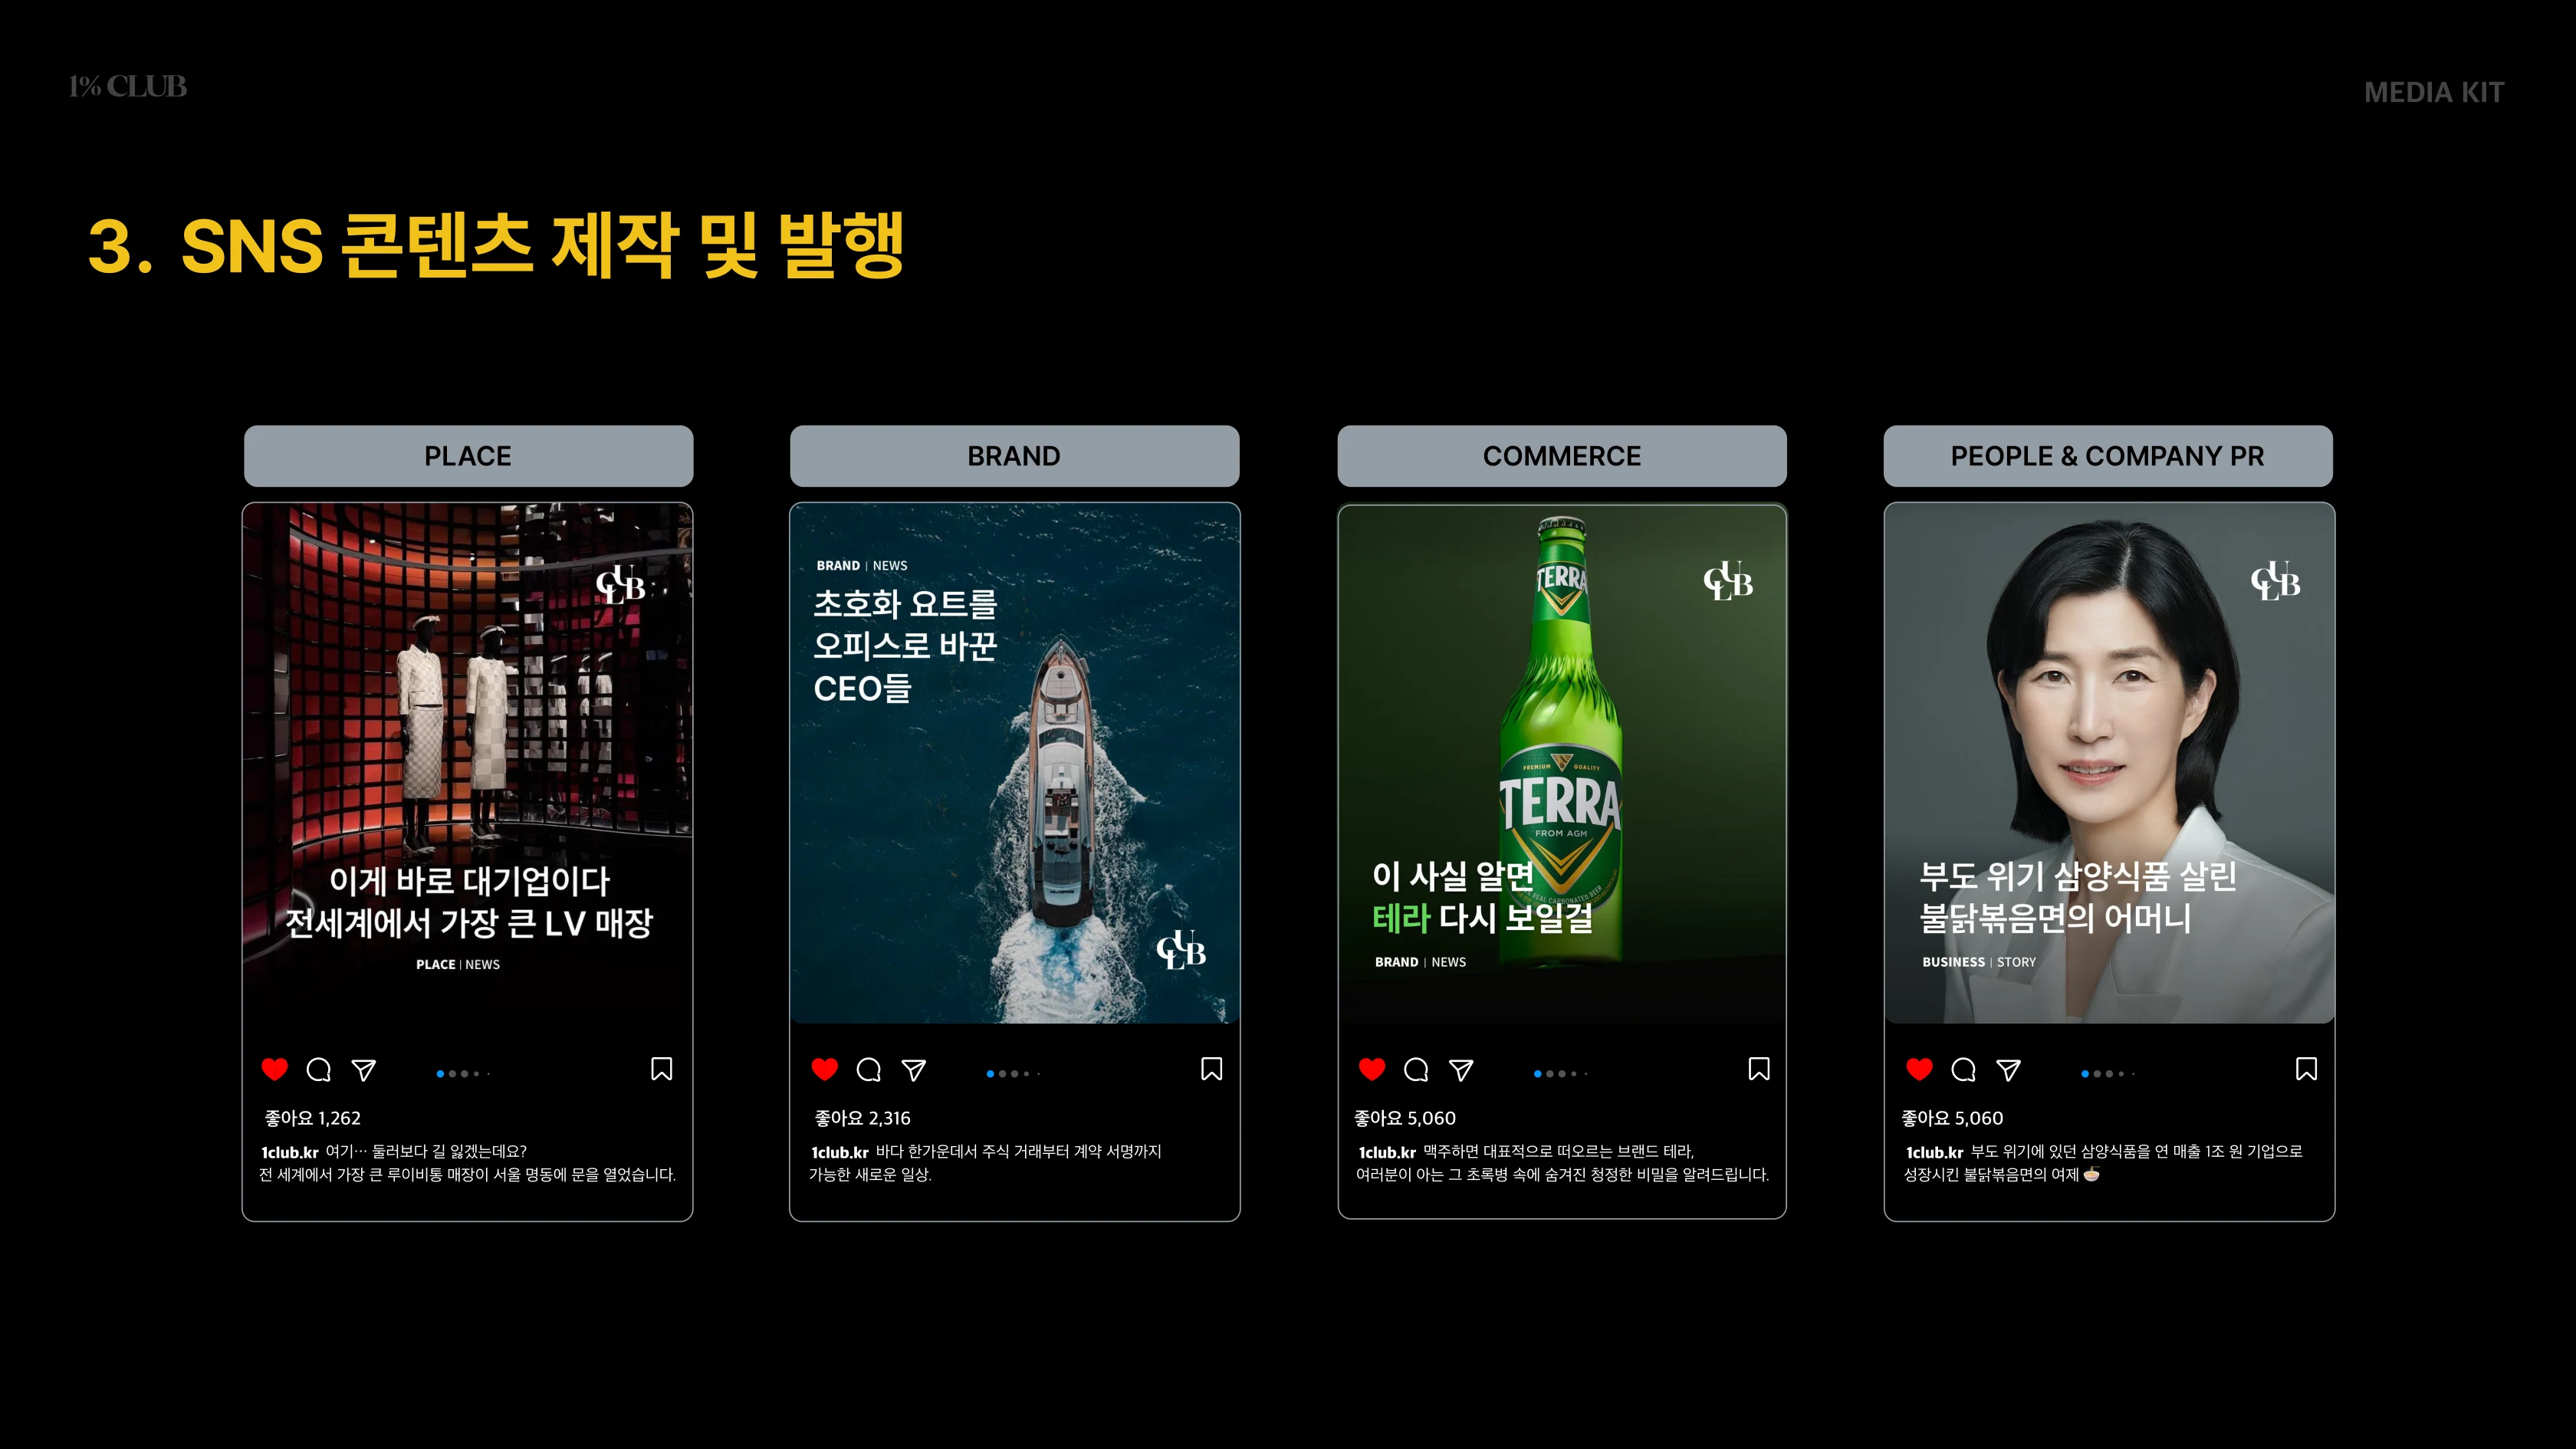 1% CLUB
MEDIA KIT
3. SNS 콘텐츠 제작 및 발행
PLACE
CLUB
이게 바로 대기업이다
전세계에서 가장 큰 LV 매장
PLACE | NEWS
좋아요 1,262
1club.kr 여기… 둘러보다 길 잃겠는데요?
전 세계에서 가장 큰 루이비통 매장이 서울 명동에 문을 열었습니다.
BRAND
BRAND | NEWS
초호화 요트를
오피스로 바꾼
CEO들
CLUB
좋아요 2,316
1club.kr 바다 한가운데서 주식 거래부터 계약 서명까지
가능한 새로운 일상.
COMMERCE
CLUB
TERRA
PREMIUM QUALITY
TERRA
FROM AGM
REAL CARBONATED BEER
이 사실 알면
테라 다시 보일걸
BRAND | NEWS
좋아요 5,060
1club.kr 맥주하면 대표적으로 떠오르는 브랜드 테라,
여러분이 아는 그 초록병 속에 숨겨진 청정한 비밀을 알려드립니다.
PEOPLE & COMPANY PR
CLUB
부도 위기 삼양식품 살린
불닭볶음면의 어머니
BUSINESS | STORY
좋아요 5,060
1club.kr 부도 위기에 있던 삼양식품을 연 매출 1조 원 기업으로
성장시킨 불닭볶음면의 여제 🍜